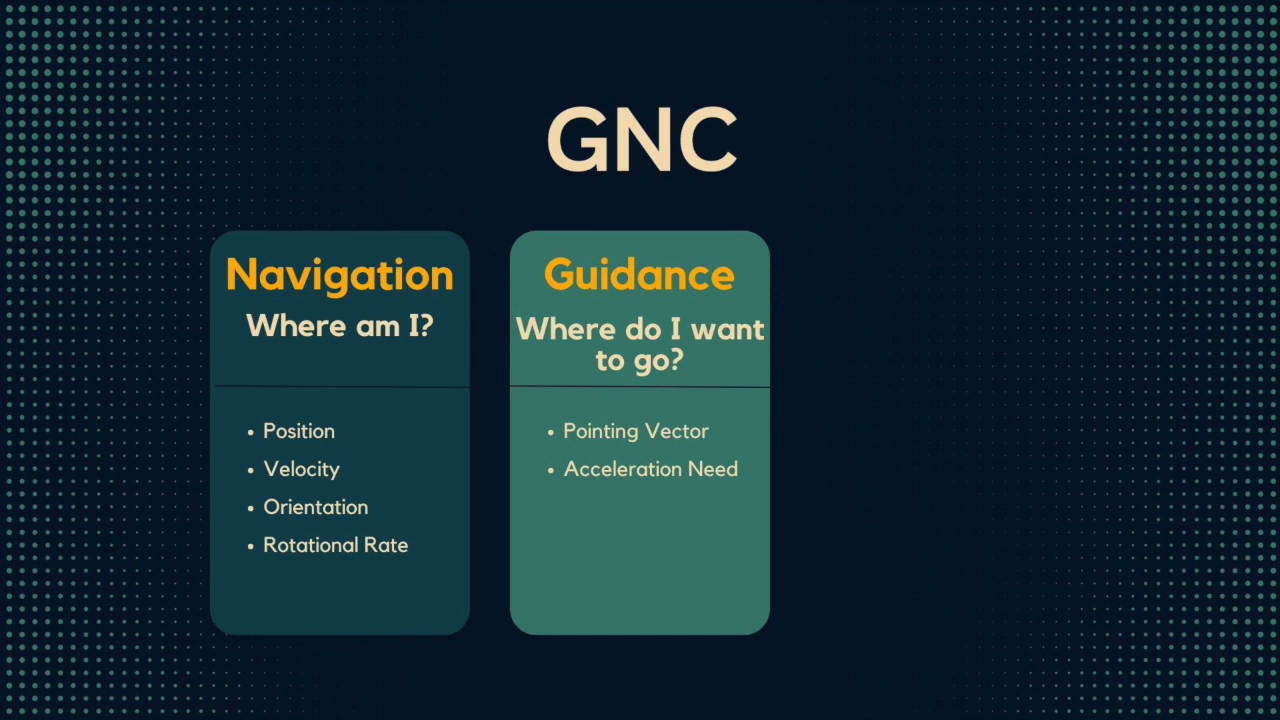 GNC
Navigation
Where am I?
• Position
• Velocity
• Orientation
• Rotational Rate
Guidance
Where do I want
to go?
• Pointing Vector
• Acceleration Need